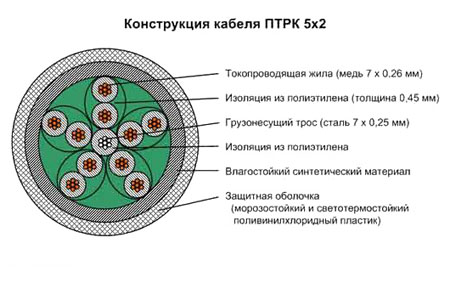 Конструкция кабеля ПТРК 5х2
Токопроводящая жила (медь 7 х 0.26 мм)
Изоляция из полиэтилена (толщина 0,45 мм)
Грузонесущий трос (сталь 7 х 0,25 мм)
Изоляция из полиэтилена
Влагостойкий синтетический материал
Защитная оболочка
(морозостойкий и светотермостойкий
поливинилхлоридный пластик)